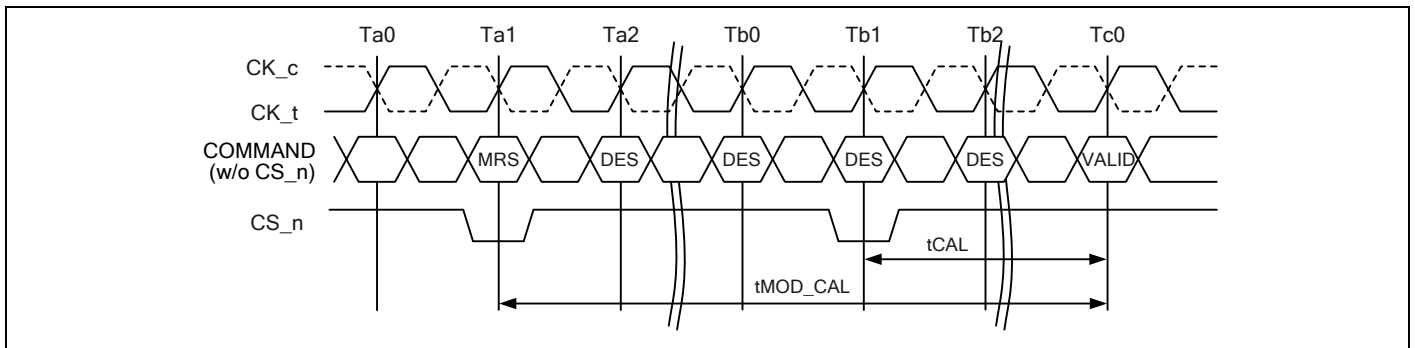 Ta0 Ta1 Ta2 Tb0 Tb1 Tb2 Tc0
CK_c
CK_t
COMMAND
(w/o CS_n)
MRS DES DES DES DES VALID
CS_n
tCAL
tMOD_CAL